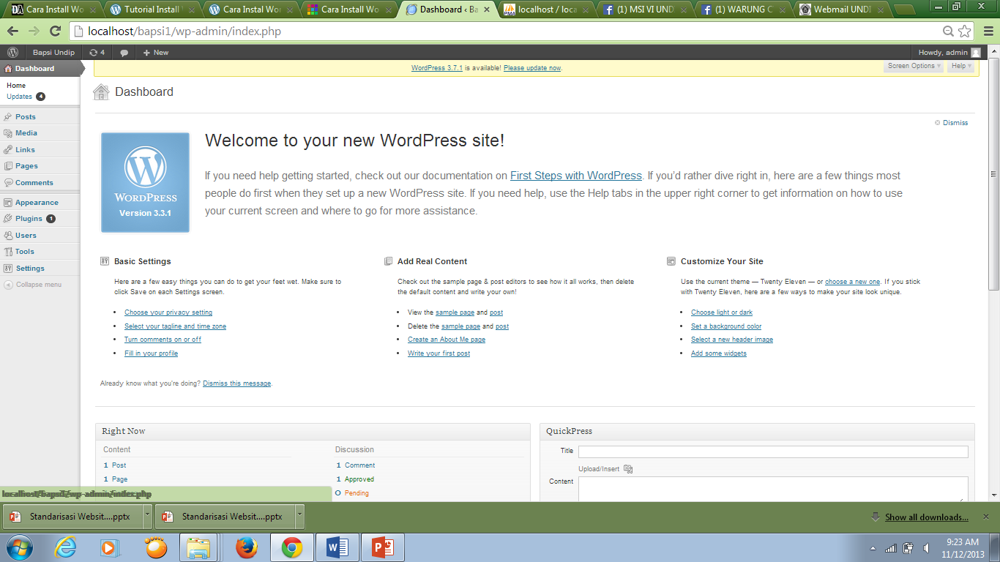 Cara Install Wo
Tutorial Install
Cara Instal Wor
Cara Install Wo
Dashboard ‹ Ba
localhost / loca
(1) MSI VI UND
(1) WARUNG C
Webmail UNDI
localhost/bapsi1/wp-admin/index.php
Bapsi Undip
4
New
Howdy, admin
Dashboard
Home
Updates 4
Posts
Media
Links
Pages
Comments
Appearance
Plugins 1
Users
Tools
Settings
Collapse menu
WordPress 3.7.1 is available! Please update now.
Screen Options
Help
Dashboard
Dismiss
WORDPRESS
Version 3.3.1
Welcome to your new WordPress site!
If you need help getting started, check out our documentation on First Steps with WordPress. If you'd rather dive right in, here are a few things most
people do first when they set up a new WordPress site. If you need help, use the Help tabs in the upper right corner to get information on how to use
your current screen and where to go for more assistance.
Basic Settings
Here are a few easy things you can do to get your feet wet. Make sure to
click Save on each Settings screen.
Choose your privacy setting
Select your tagline and time zone
Turn comments on or off
Fill in your profile
Add Real Content
Check out the sample page & post editors to see how it all works, then delete
the default content and write your own!
View the sample page and post
Delete the sample page and post
Create an About Me page
Write your first post
Customize Your Site
Use the current theme — Twenty Eleven — or choose a new one. If you stick
with Twenty Eleven, here are a few ways to make your site look unique.
Choose light or dark
Set a background color
Select a new header image
Add some widgets
Already know what you're doing? Dismiss this message.
Right Now
Content
1 Post
1 Page
Discussion
1 Comment
1 Approved
0 Pending
QuickPress
Title
Upload/Insert
Content
localhost/bapsi1/wp-admin/index.php
Standarisasi Websit....pptx
Standarisasi Websit....pptx
Show all downloads...
9:23 AM
11/12/2013